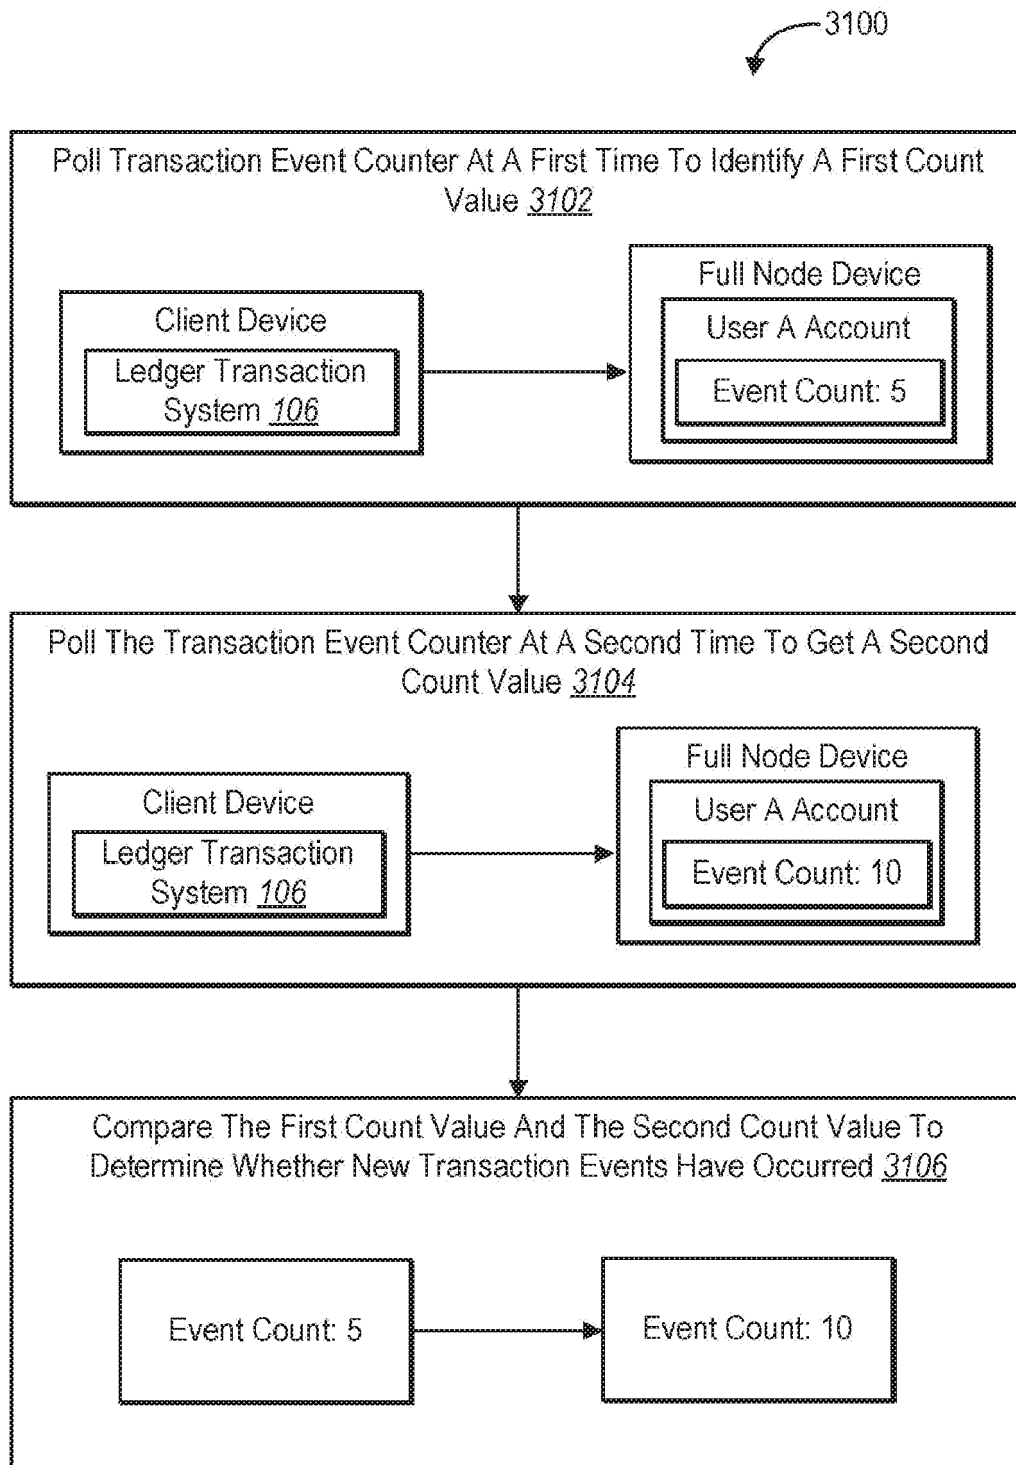 3100
Poll Transaction Event Counter At A First Time To Identify A First Count
Value 3102
Client Device
Ledger Transaction
System 106
Full Node Device
User A Account
Event Count: 5
Poll The Transaction Event Counter At A Second Time To Get A Second
Count Value 3104
Client Device
Ledger Transaction
System 106
Full Node Device
User A Account
Event Count: 10
Compare The First Count Value And The Second Count Value To
Determine Whether New Transaction Events Have Occurred 3106
Event Count: 5
Event Count: 10